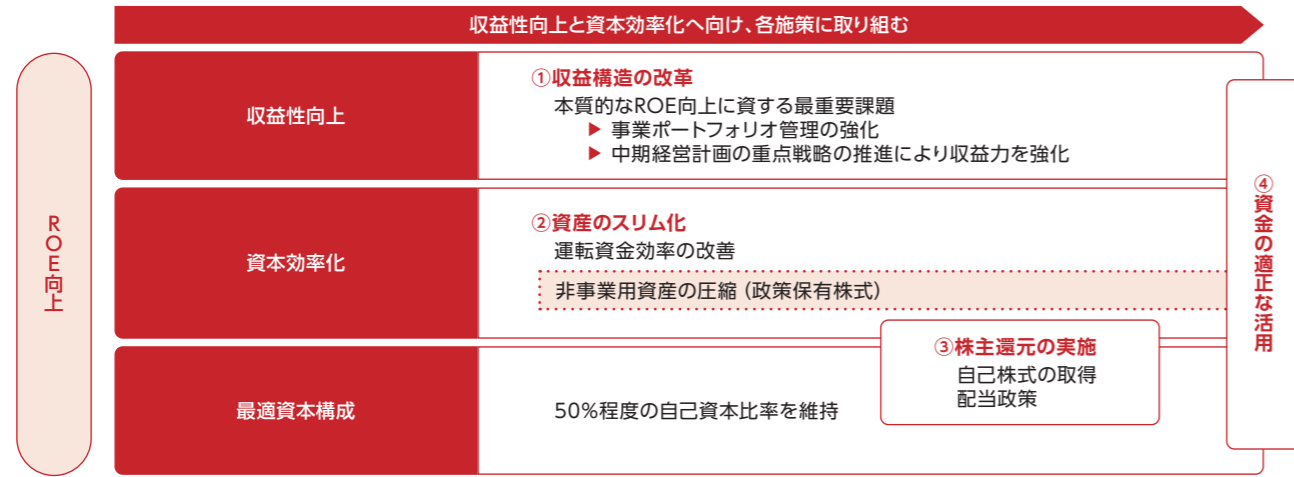 収益性向上と資本効率化へ向け、各施策に取り組む
ROE向上
収益性向上
①収益構造の改革
本質的なROE向上に資する最重要課題
▶ 事業ポートフォリオ管理の強化
▶ 中期経営計画の重点戦略の推進により収益力を強化
資本効率化
②資産のスリム化
運転資金効率の改善
非事業用資産の圧縮（政策保有株式）
③株主還元の実施
自己株式の取得
配当政策
最適資本構成
50%程度の自己資本比率を維持
④資金の適正な活用